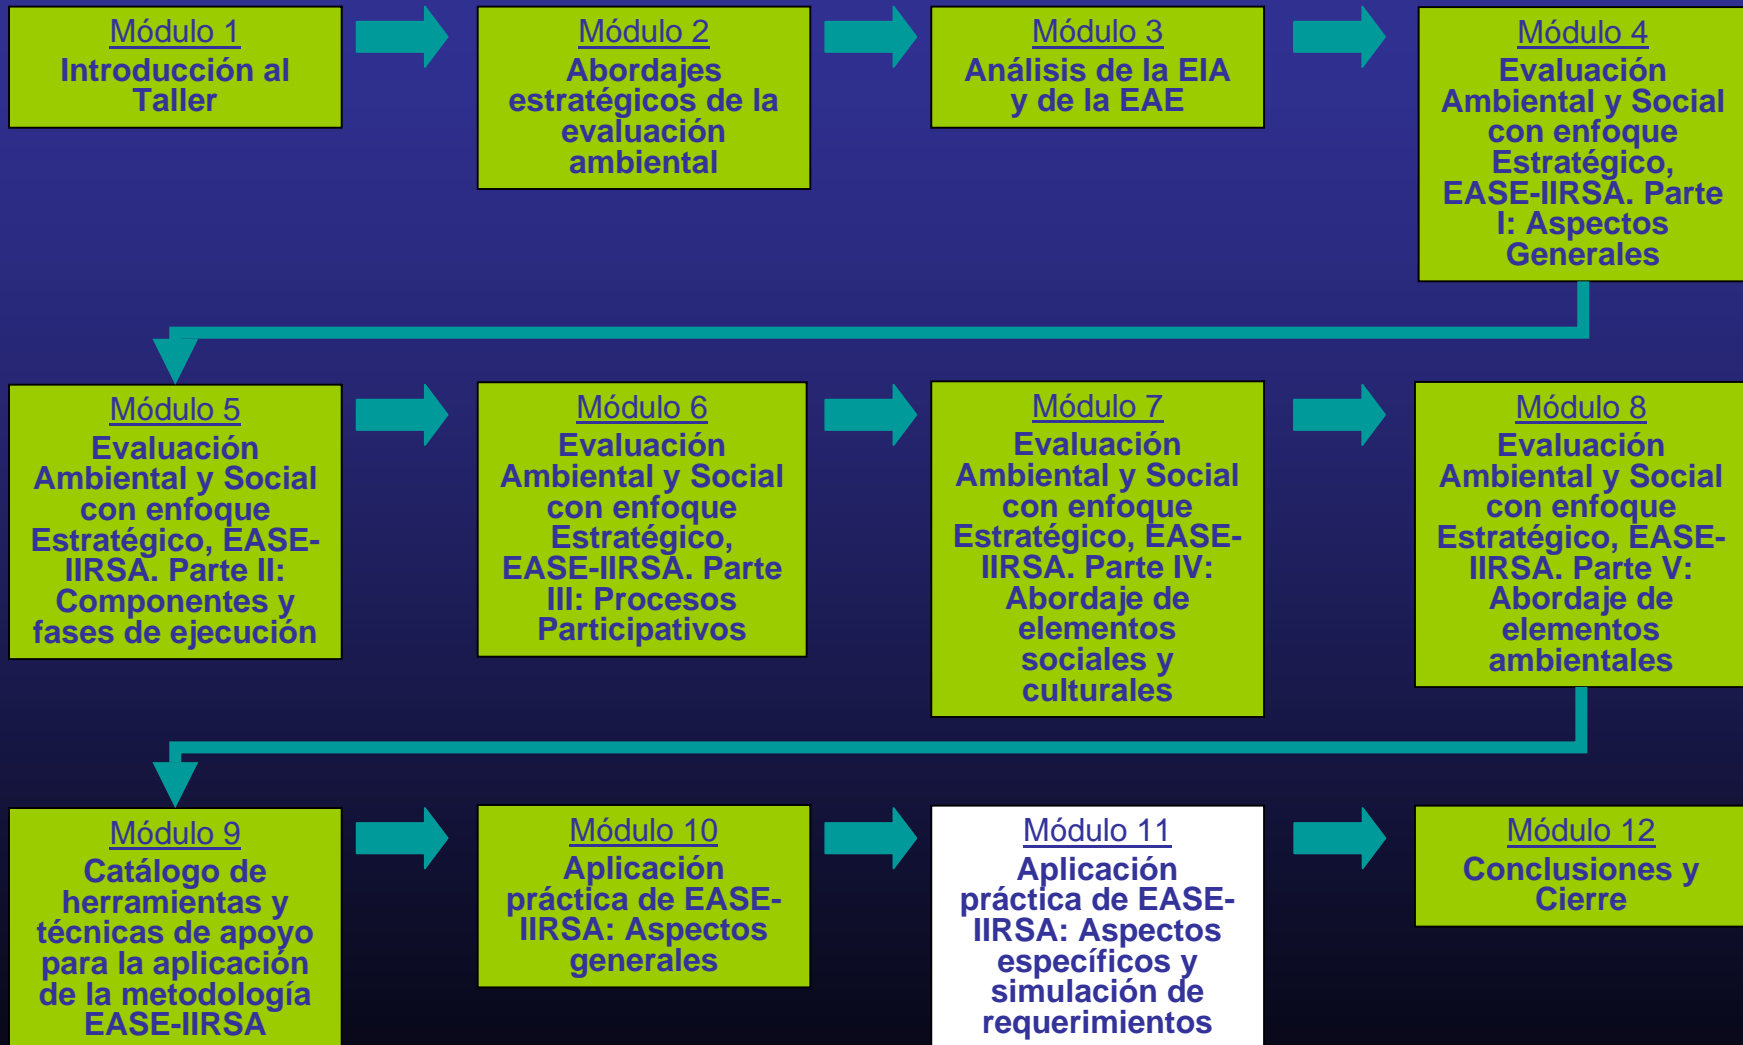 Módulo 1
Introducción al
Taller
Módulo 2
Abordajes
estratégicos de la
evaluación
ambiental
Módulo 3
Análisis de la EIA
y de la EAE
Módulo 4
Evaluación
Ambiental y Social
con enfoque
Estratégico,
EASE-IIRSA. Parte
I: Aspectos
Generales
Módulo 5
Evaluación
Ambiental y Social
con enfoque
Estratégico, EASE-
IIRSA. Parte II:
Componentes y
fases de ejecución
Módulo 6
Evaluación
Ambiental y Social
con enfoque
Estratégico,
EASE-IIRSA. Parte
III: Procesos
Participativos
Módulo 7
Evaluación
Ambiental y Social
con enfoque
Estratégico, EASE-
IIRSA. Parte IV:
Abordaje de
elementos
sociales y
culturales
Módulo 8
Evaluación
Ambiental y Social
con enfoque
Estratégico, EASE-
IIRSA. Parte V:
Abordaje de
elementos
ambientales
Módulo 9
Catálogo de
herramientas y
técnicas de apoyo
para la aplicación
de la metodología
EASE-IIRSA
Módulo 10
Aplicación
práctica de EASE-
IIRSA: Aspectos
generales
Módulo 11
Aplicación
práctica de EASE-
IIRSA: Aspectos
específicos y
simulación de
requerimientos
Módulo 12
Conclusiones y
Cierre